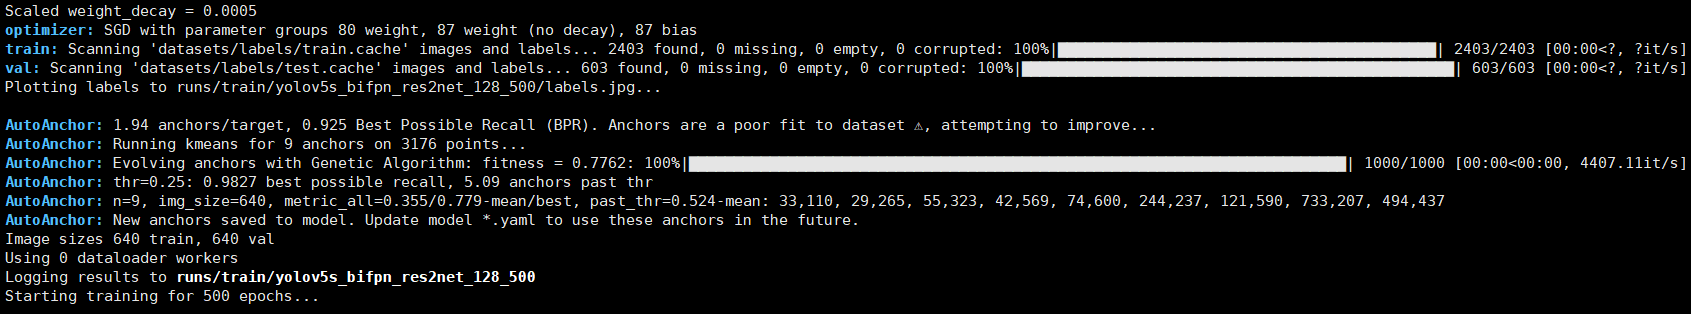 Scaled weight_decay = 0.0005
optimizer: SGD with parameter groups 80 weight, 87 weight (no decay), 87 bias
train: Scanning 'datasets/labels/train.cache' images and labels... 2403 found, 0 missing, 0 empty, 0 corrupted: 100%|██████████| 2403/2403 [00:00<?, ?it/s]
val: Scanning 'datasets/labels/test.cache' images and labels... 603 found, 0 missing, 0 empty, 0 corrupted: 100%|██████████| 603/603 [00:00<?, ?it/s]
Plotting labels to runs/train/yolov5s_bifpn_res2net_128_500/labels.jpg...
AutoAnchor: 1.94 anchors/target, 0.925 Best Possible Recall (BPR). Anchors are a poor fit to dataset ⚠, attempting to improve...
AutoAnchor: Running kmeans for 9 anchors on 3176 points...
AutoAnchor: Evolving anchors with Genetic Algorithm: fitness = 0.7762: 100%|██████████| 1000/1000 [00:00<00:00, 4407.11it/s]
AutoAnchor: thr=0.25: 0.9827 best possible recall, 5.09 anchors past thr
AutoAnchor: n=9, img_size=640, metric_all=0.355/0.779-mean/best, past_thr=0.524-mean: 33,110, 29,265, 55,323, 42,569, 74,600, 244,237, 121,590, 733,207, 494,437
AutoAnchor: New anchors saved to model. Update model *.yaml to use these anchors in the future.
Image sizes 640 train, 640 val
Using 0 dataloader workers
Logging results to runs/train/yolov5s_bifpn_res2net_128_500
Starting training for 500 epochs...